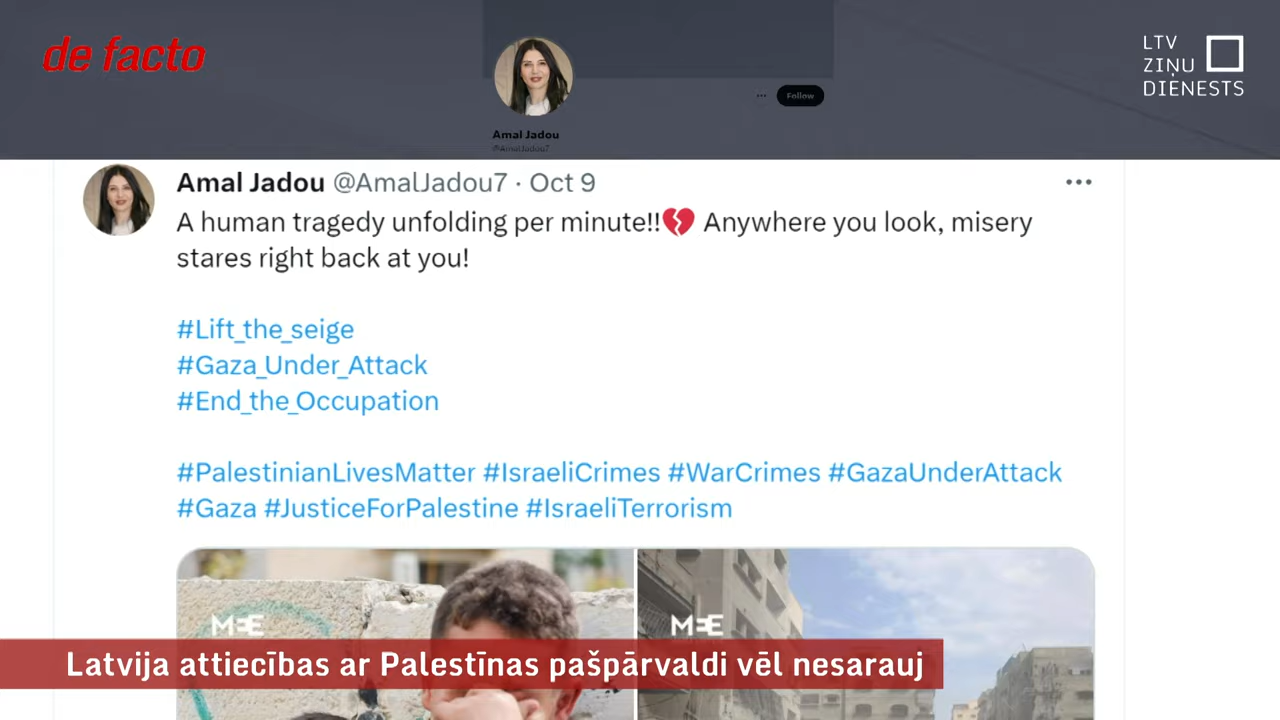 de facto
LTV
ZIŅU
DIENESTS
Follow
Amal Jadou
@AmalJadou7
Amal Jadou @AmalJadou7 · Oct 9
A human tragedy unfolding per minute!!💔 Anywhere you look, misery
stares right back at you!
#Lift_the_seige
#Gaza_Under_Attack
#End_the_Occupation
#PalestinianLivesMatter #IsraeliCrimes #WarCrimes #GazaUnderAttack
#Gaza #JusticeForPalestine #IsraeliTerrorism
MEE
MEE
Latvija attiecības ar Palestīnas pašpārvaldi vēl nesarauj